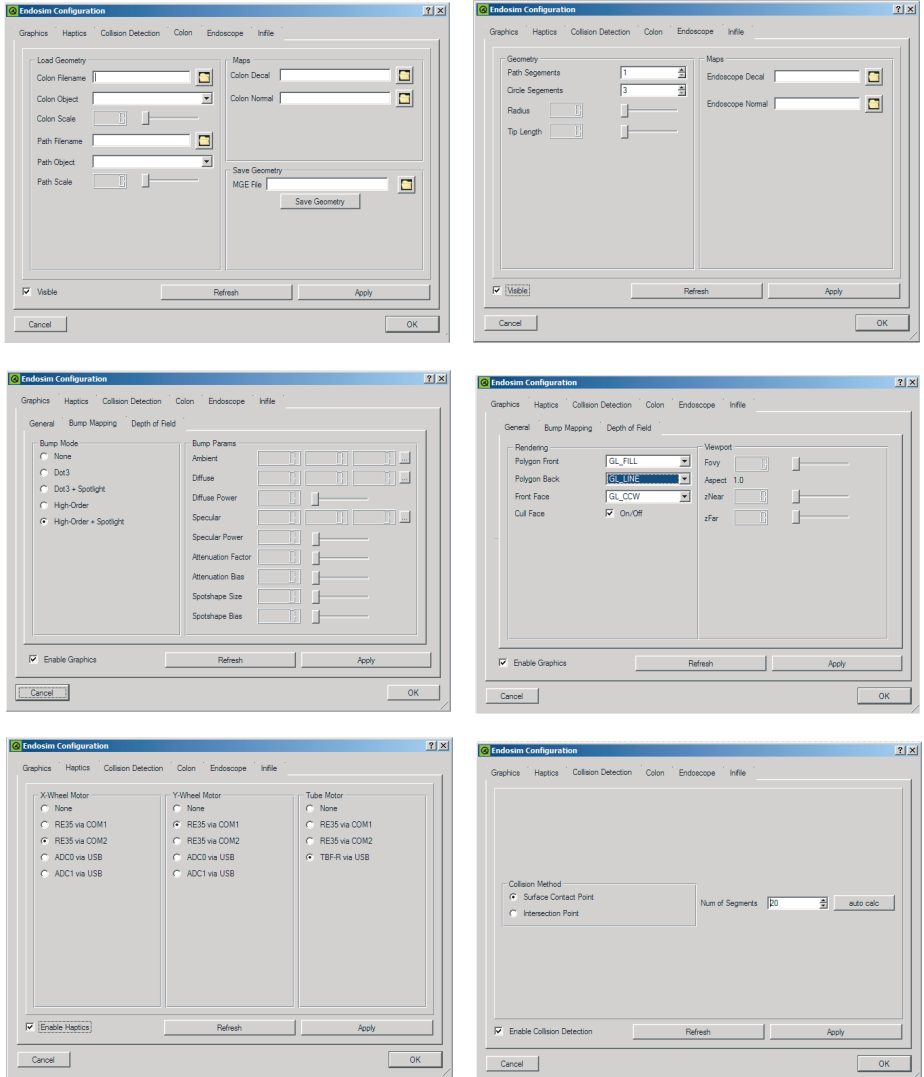 Endosim Configuration
Graphics Haptics Collision Detection Colon Endoscope Infile
Load Geometry
Colon Filename
Colon Object
Colon Scale
Path Filename
Path Object
Path Scale
Maps
Colon Decal
Colon Normal
Save Geometry
MGE File
Save Geometry
Visible Refresh Apply
Cancel OK
Endosim Configuration
Graphics Haptics Collision Detection Colon Endoscope Infile
Geometry
Path Segements 1
Circle Segements 3
Radius
Tip Length
Maps
Endoscope Decal
Endoscope Normal
Visible Refresh Apply
Cancel OK
Endosim Configuration
Graphics Haptics Collision Detection Colon Endoscope Infile
General Bump Mapping Depth of Field
Bump Mode
None
Dot3
Dot3 + Spotlight
High-Order
High-Order + Spotlight
Bump Params
Ambient ...
Diffuse ...
Diffuse Power
Specular ...
Specular Power
Attenuation Factor
Attenuation Bias
Spotshape Size
Spotshape Bias
Enable Graphics Refresh Apply
Cancel OK
Endosim Configuration
Graphics Haptics Collision Detection Colon Endoscope Infile
General Bump Mapping Depth of Field
Rendering
Polygon Front GL_FILL
Polygon Back GL_LINE
Front Face GL_CCW
Cull Face On/Off
Viewport
Fovy
Aspect 1.0
zNear
zFar
Enable Graphics Refresh Apply
Cancel OK
Endosim Configuration
Graphics Haptics Collision Detection Colon Endoscope Infile
X-Wheel Motor
None
RE35 via COM1
RE35 via COM2
ADC0 via USB
ADC1 via USB
Y-Wheel Motor
None
RE35 via COM1
RE35 via COM2
ADC0 via USB
ADC1 via USB
Tube Motor
None
RE35 via COM1
RE35 via COM2
TBF-R via USB
Enable Haptics Refresh Apply
Cancel OK
Endosim Configuration
Graphics Haptics Collision Detection Colon Endoscope Infile
Collision Method
Surface Contact Point
Intersection Point
Num of Segments 20 auto calc
Enable Collision Detection Refresh Apply
Cancel OK